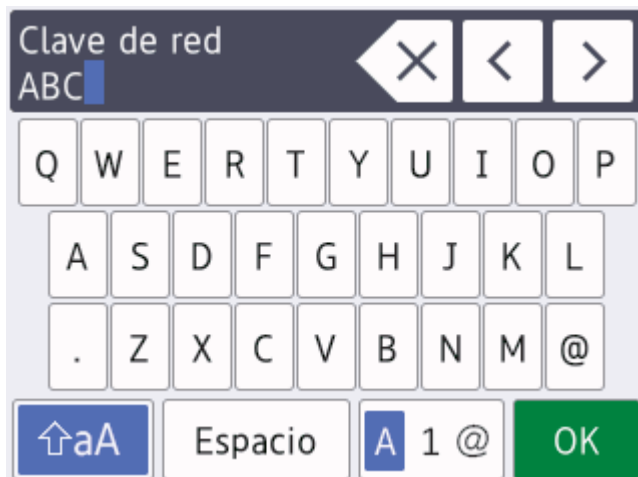 Clave de red
ABC
Q W E R T Y U I O P
A S D F G H J K L
. Z X C V B N M @
aA Espacio A 1 @ OK